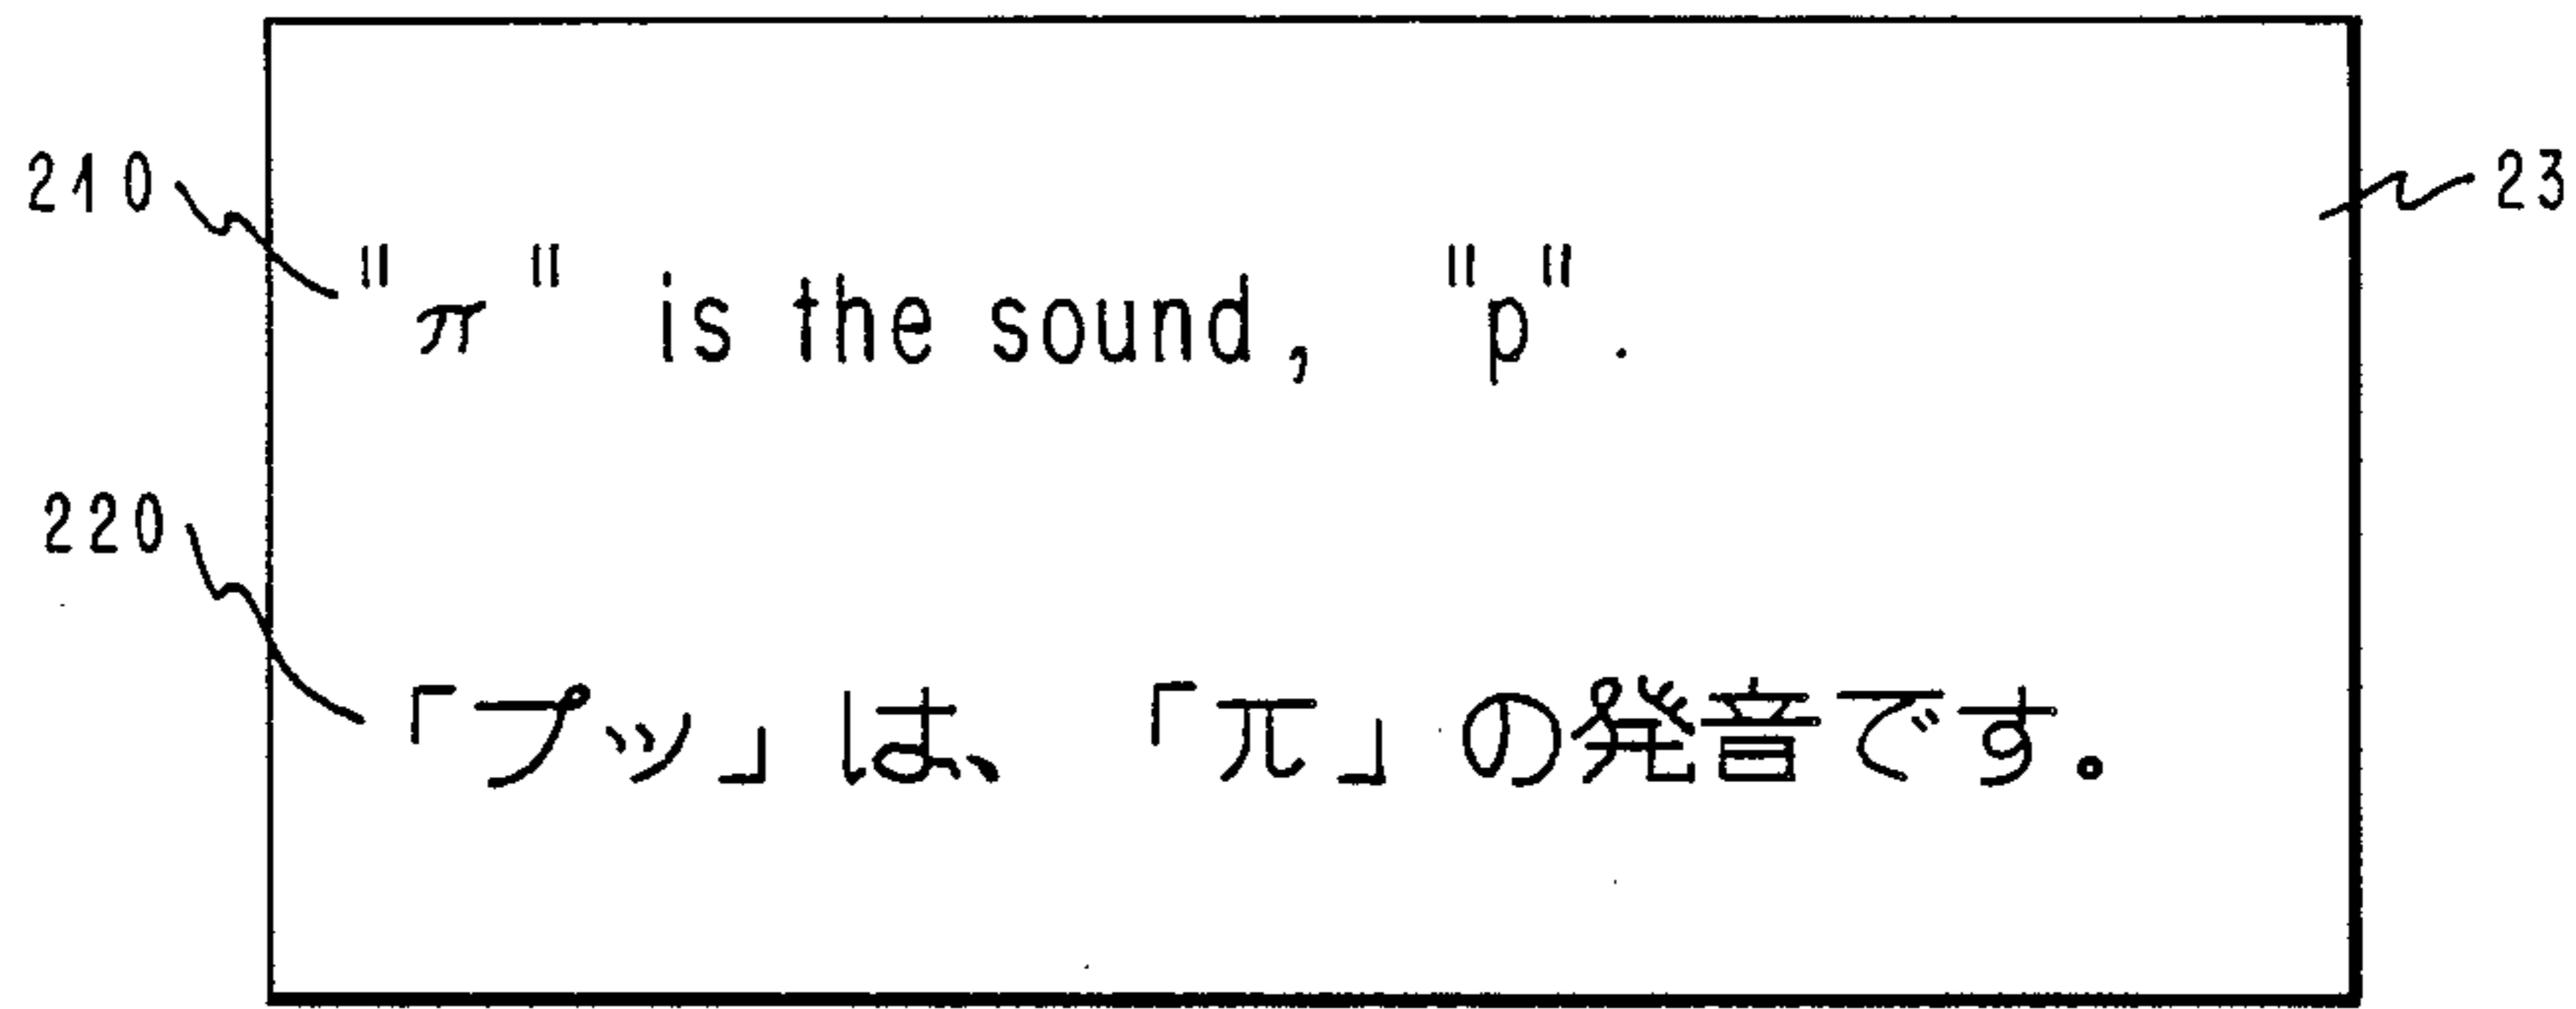 210
23
"π" is the sound, "p".
220
「プッ」は、「π」の発音です。